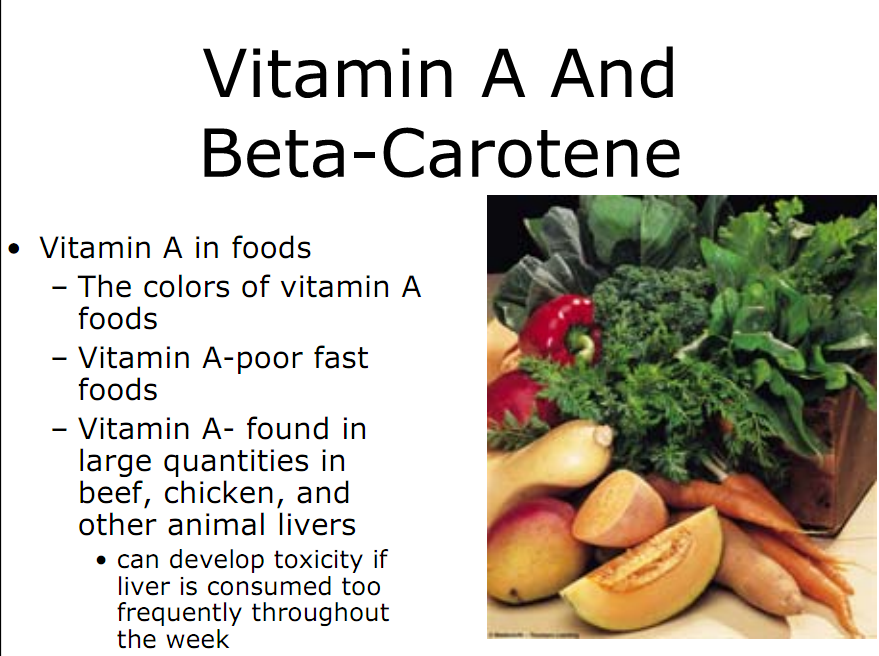 Vitamin A And
Beta-Carotene
• Vitamin A in foods
– The colors of vitamin A
foods
– Vitamin A-poor fast
foods
– Vitamin A- found in
large quantities in
beef, chicken, and
other animal livers
• can develop toxicity if
liver is consumed too
frequently throughout
the week